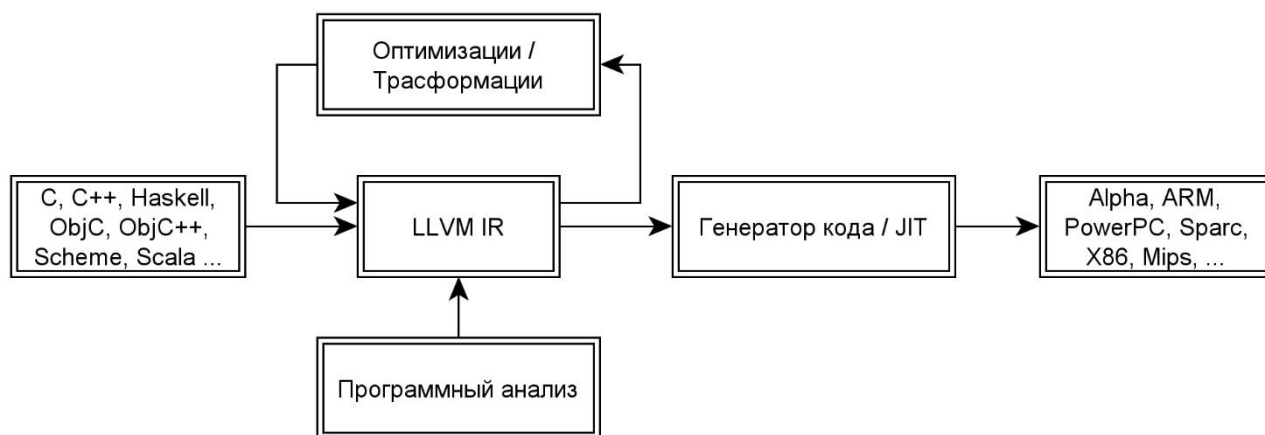 Оптимизации /
Трасформации
C, C++, Haskell,
ObjC, ObjC++,
Scheme, Scala ...
LLVM IR
Генератор кода / JIT
Alpha, ARM,
PowerPC, Sparc,
X86, Mips, ...
Программный анализ